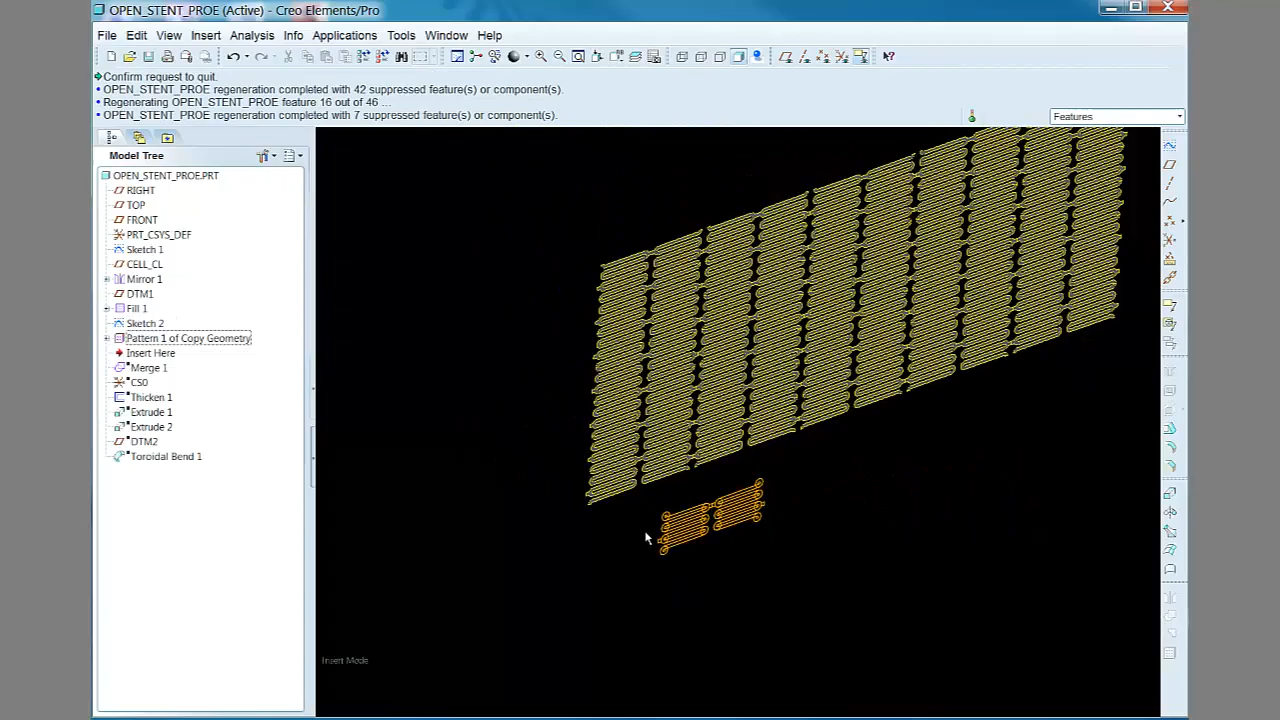 OPEN_STENT_PROE (Active) - Creo Elements/Pro
File Edit View Insert Analysis Info Applications Tools Window Help
Confirm request to quit.
OPEN_STENT_PROE regeneration completed with 42 suppressed feature(s) or component(s).
Regenerating OPEN_STENT_PROE feature 16 out of 46 ...
OPEN_STENT_PROE regeneration completed with 7 suppressed feature(s) or component(s).
Features
Model Tree
OPEN_STENT_PROE.PRT
RIGHT
TOP
FRONT
PRT_CSYS_DEF
Sketch 1
CELL_CL
Mirror 1
DTM1
Fill 1
Sketch 2
Pattern 1 of Copy Geometry
Insert Here
Merge 1
CS0
Thicken 1
Extrude 1
Extrude 2
DTM2
Toroidal Bend 1
Insert Mode